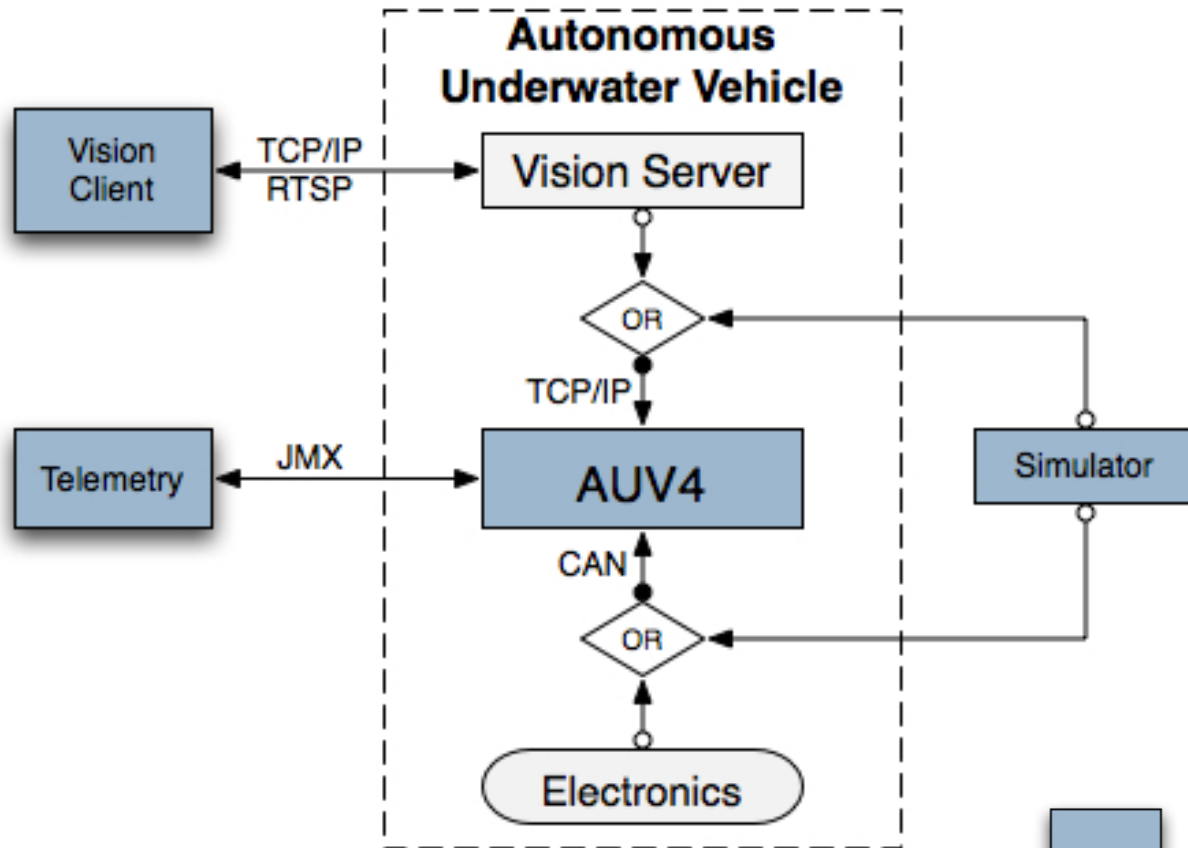 Autonomous
Underwater Vehicle
Vision
Client
TCP/IP
RTSP
Vision Server
OR
TCP/IP
Telemetry
JMX
AUV4
Simulator
CAN
OR
Electronics